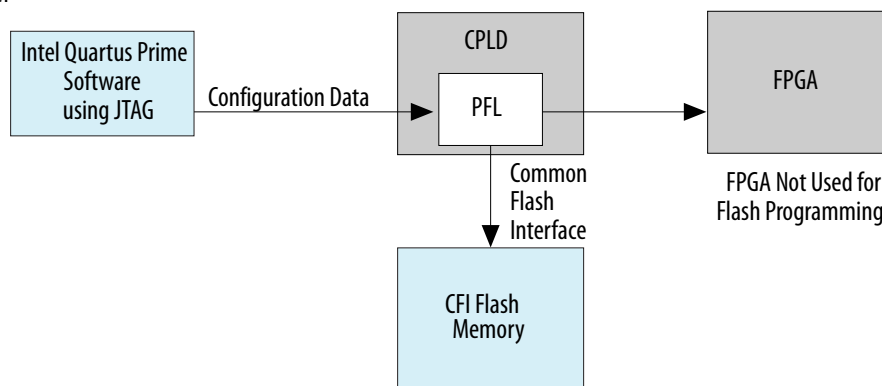 Intel Quartus Prime
Software
using JTAG
Configuration Data
CPLD
PFL
FPGA
FPGA Not Used for
Flash Programming
Common
Flash
Interface
CFI Flash
Memory